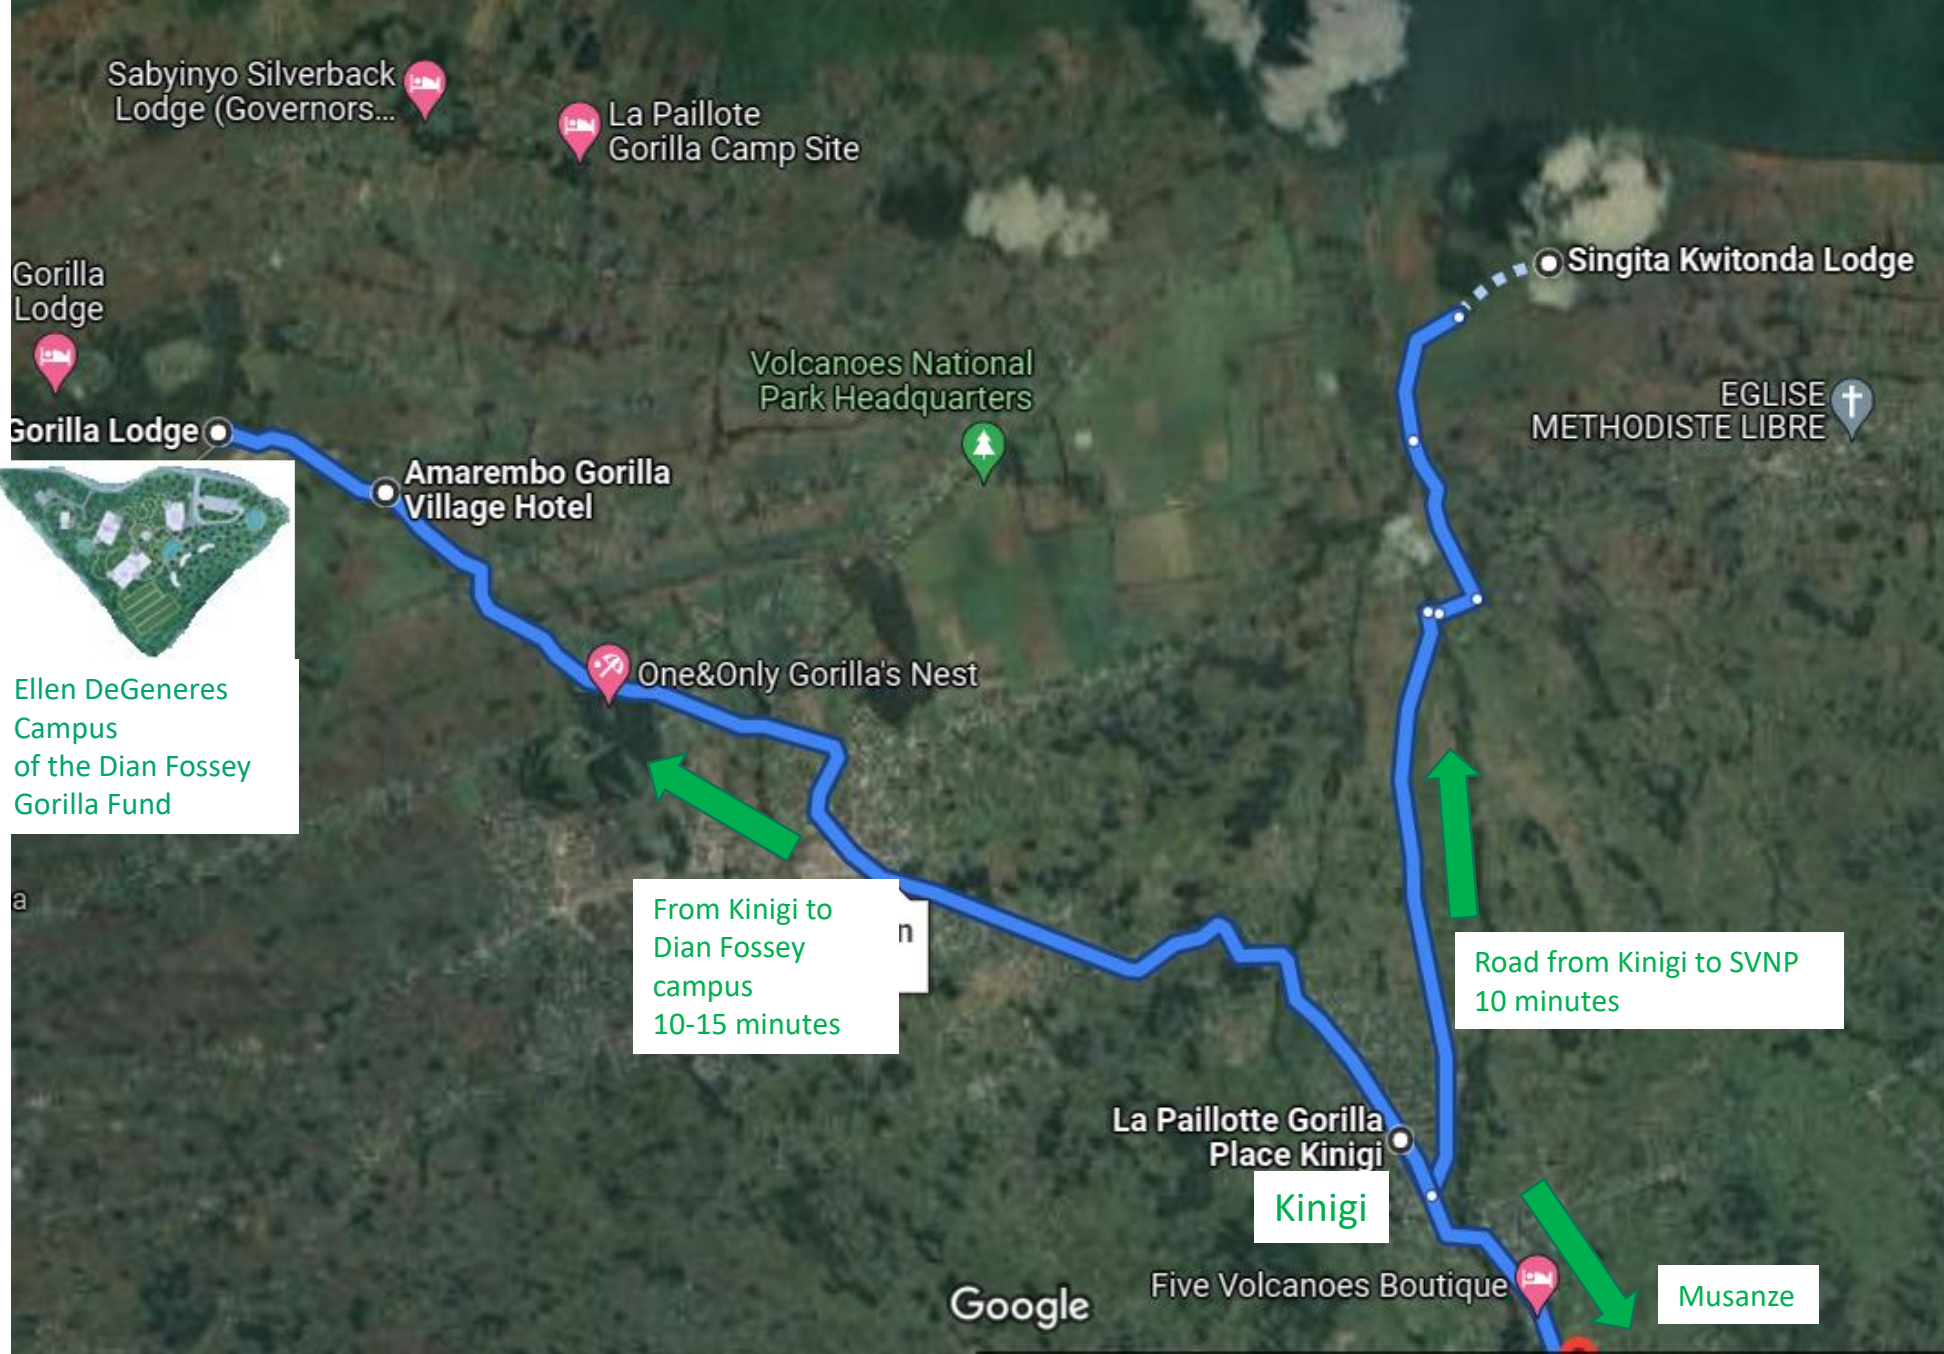 Sabyinyo Silverback
Lodge (Governors...
La Paillote
Gorilla Camp Site
Singita Kwitonda Lodge
Gorilla
Lodge
Volcanoes National
Park Headquarters
EGLISE
METHODISTE LIBRE
Gorilla Lodge
Amarembo Gorilla
Village Hotel
One&Only Gorilla's Nest
Ellen DeGeneres
Campus
of the Dian Fossey
Gorilla Fund
a
From Kinigi to
Dian Fossey
campus
10-15 minutes
n
Road from Kinigi to SVNP
10 minutes
La Paillotte Gorilla
Place Kinigi
Kinigi
Five Volcanoes Boutique
Musanze
Google